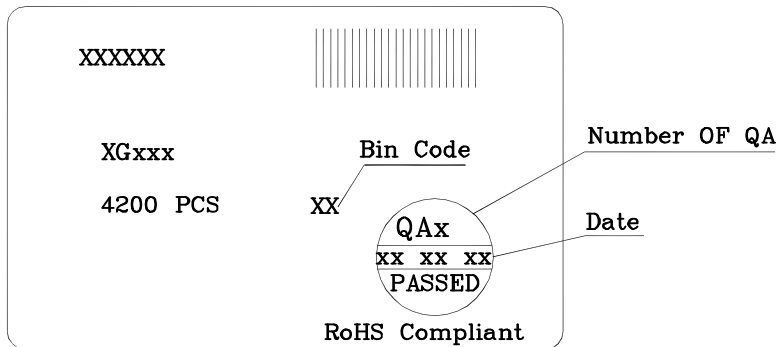 XXXXXX
XGxxx
Bin Code
Number OF QA
4200 PCS
XX
QAx
Date
xx xx xx
PASSED
RoHS Compliant